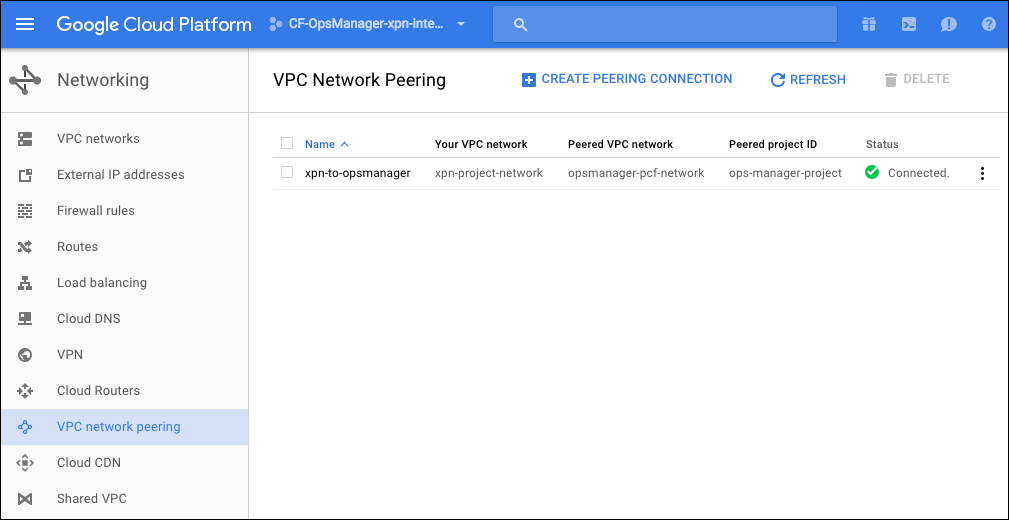 Google Cloud Platform CF-OpsManager-xpn-inte...
Networking
VPC networks
External IP addresses
Firewall rules
Routes
Load balancing
Cloud DNS
VPN
Cloud Routers
VPC network peering
Cloud CDN
Shared VPC
VPC Network Peering CREATE PEERING CONNECTION REFRESH DELETE
Name Your VPC network Peered VPC network Peered project ID Status
xpn-to-opsmanager xpn-project-network opsmanager-pcf-network ops-manager-project Connected.